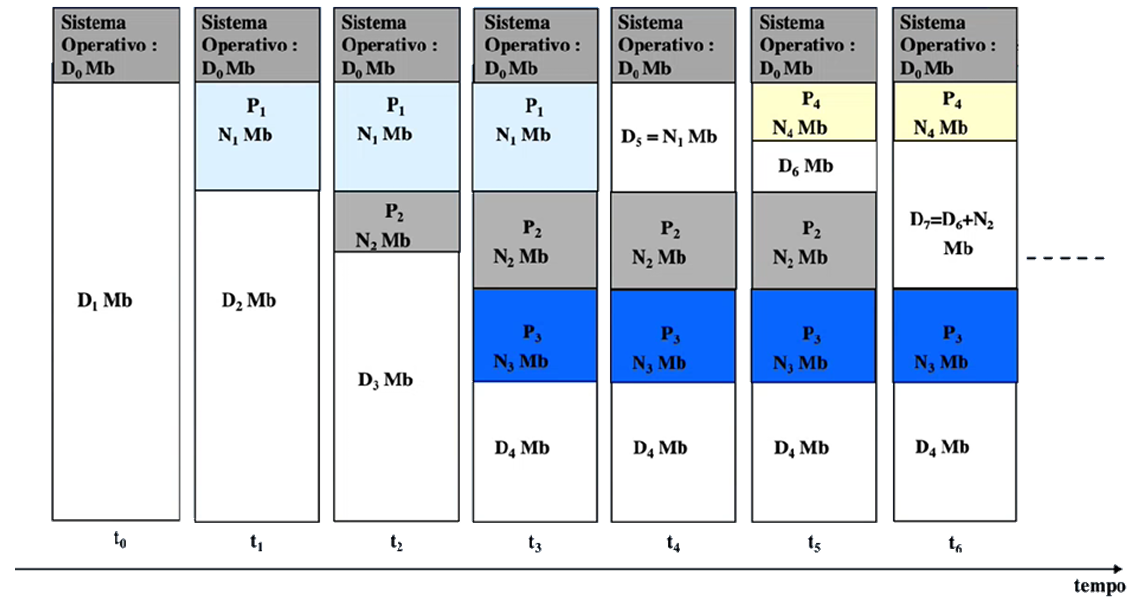 Sistema
Operativo :
D₀ Mb
D₁ Mb
t₀
Sistema
Operativo :
D₀ Mb
P₁
N₁ Mb
D₂ Mb
t₁
Sistema
Operativo :
D₀ Mb
P₁
N₁ Mb
P₂
N₂ Mb
D₃ Mb
t₂
Sistema
Operativo :
D₀ Mb
P₁
N₁ Mb
P₂
N₂ Mb
P₃
N₃ Mb
D₄ Mb
t₃
Sistema
Operativo :
D₀ Mb
D₅ = N₁ Mb
P₂
N₂ Mb
P₃
N₃ Mb
D₄ Mb
t₄
Sistema
Operativo :
D₀ Mb
P₄
N₄ Mb
D₆ Mb
P₂
N₂ Mb
P₃
N₃ Mb
D₄ Mb
t₅
Sistema
Operativo :
D₀ Mb
P₄
N₄ Mb
D₇=D₆+N₂
Mb
P₃
N₃ Mb
D₄ Mb
t₆
tempo